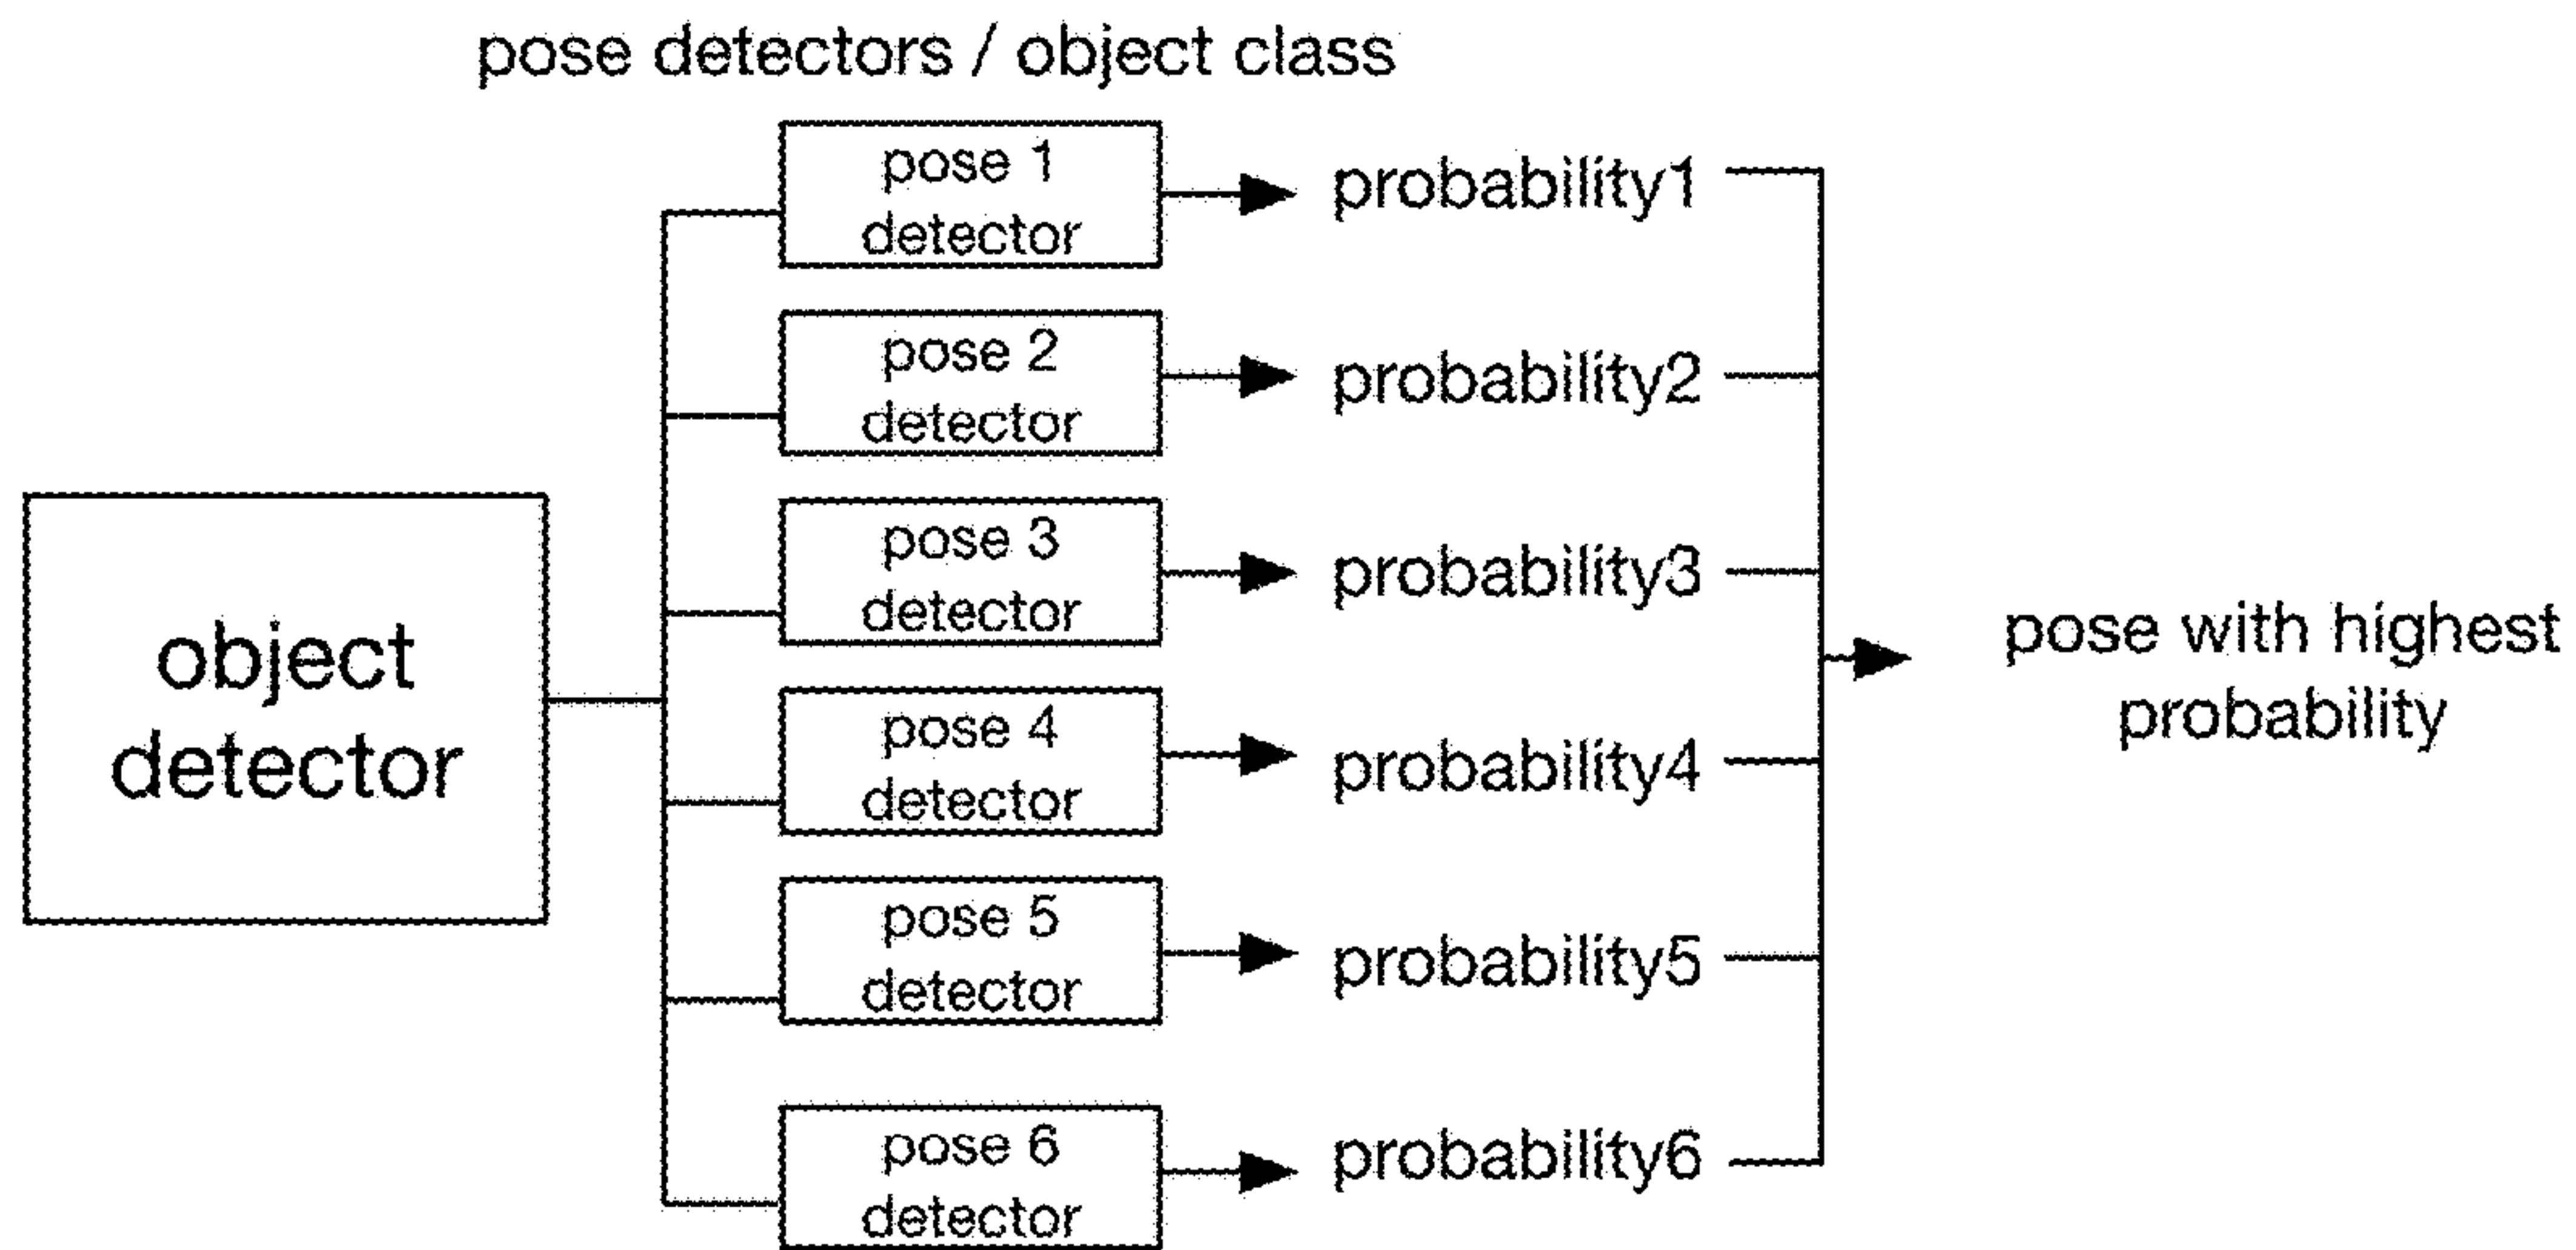 pose detectors / object class
object
detector
pose 1
detector
probability1
pose 2
detector
probability2
pose 3
detector
probability3
pose 4
detector
probability4
pose 5
detector
probability5
pose 6
detector
probability6
pose with highest
probability